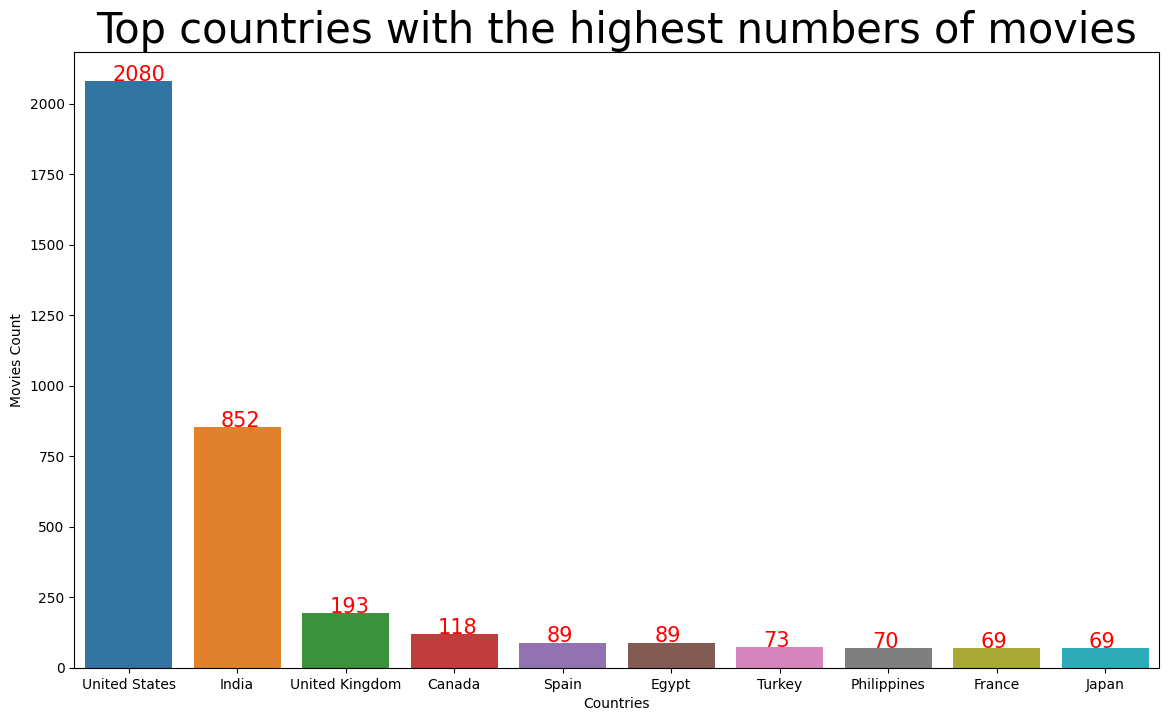 Top countries with the highest numbers of movies
2080
2000
1750
1500
1250
1000
750
500
250
0
Movies Count
852
193
118
89
89
73
70
69
69
United States
India
United Kingdom
Canada
Spain
Egypt
Turkey
Philippines
France
Japan
Countries